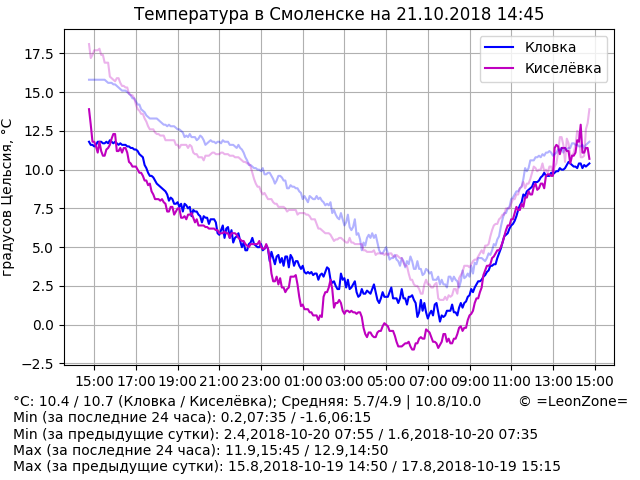 Температура в Смоленске на 21.10.2018 14:45
Кловка
Киселёвка
градусов Цельсия, °C
17.5
15.0
12.5
10.0
7.5
5.0
2.5
0.0
−2.5
15:00 17:00 19:00 21:00 23:00 01:00 03:00 05:00 07:00 09:00 11:00 13:00 15:00
°C: 10.4 / 10.7 (Кловка / Киселёвка); Средняя: 5.7/4.9 | 10.8/10.0 © =LeonZone=
Min (за последние 24 часа): 0.2,07:35 / -1.6,06:15
Min (за предыдущие сутки): 2.4,2018-10-20 07:55 / 1.6,2018-10-20 07:35
Max (за последние 24 часа): 11.9,15:45 / 12.9,14:50
Max (за предыдущие сутки): 15.8,2018-10-19 14:50 / 17.8,2018-10-19 15:15